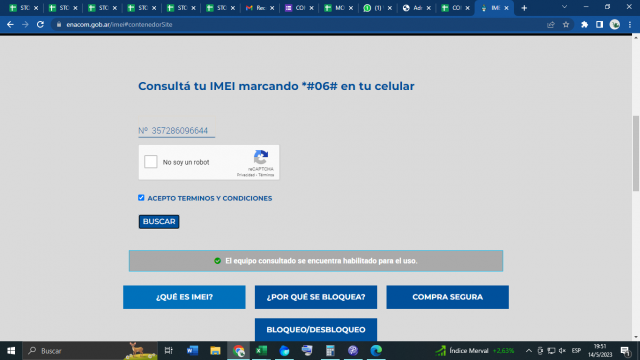 STC
STC
STC
STC
STC
STC
Rec
CO
MC
(1)
Ad
CO
IME
enacom.gob.ar/imei#contenedorSite
Consultá tu IMEI marcando *#06# en tu celular
Nº 357286096644
No soy un robot
reCAPTCHA
Privacidad - Términos
ACEPTO TERMINOS Y CONDICIONES
BUSCAR
El equipo consultado se encuentra habilitado para el uso.
¿QUÉ ES IMEI?
¿POR QUÉ SE BLOQUEA?
COMPRA SEGURA
BLOQUEO/DESBLOQUEO
Buscar
Índice Merval +2,63%
ESP
19:51
14/5/2023